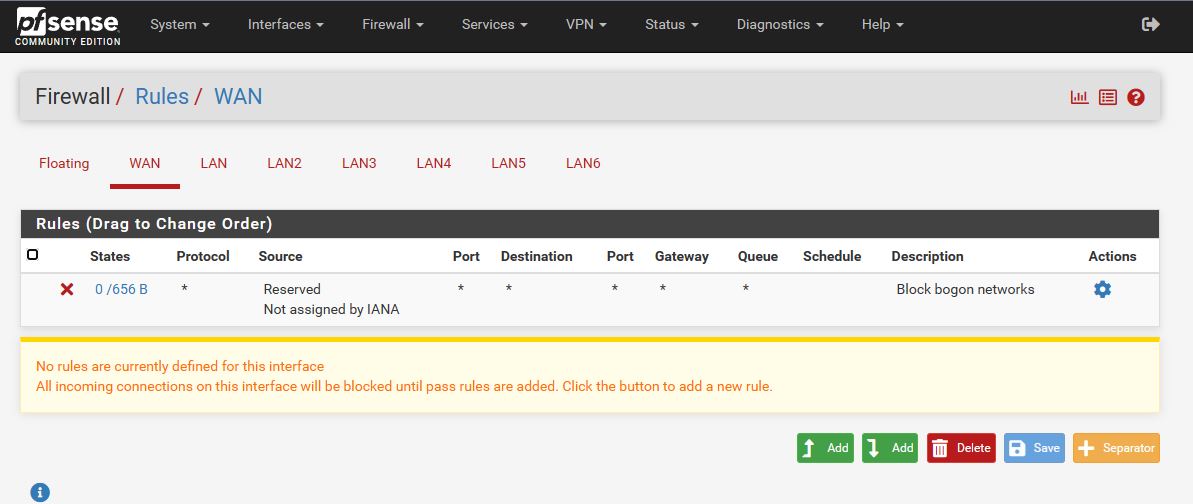 pfsense
COMMUNITY EDITION
System Interfaces Firewall Services VPN Status Diagnostics Help
Firewall / Rules / WAN
Floating WAN LAN LAN2 LAN3 LAN4 LAN5 LAN6
Rules (Drag to Change Order)
States Protocol Source Port Destination Port Gateway Queue Schedule Description Actions
0 /656 B * Reserved * * * * * Block bogon networks
Not assigned by IANA
No rules are currently defined for this interface
All incoming connections on this interface will be blocked until pass rules are added. Click the button to add a new rule.
Add Add Delete Save Separator